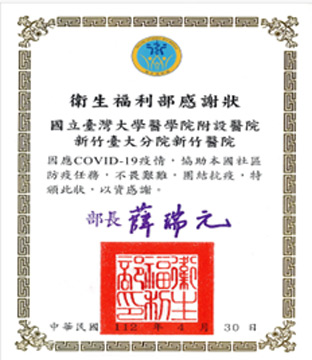 衛生福利部感謝狀
國立臺灣大學醫學院附設醫院
新竹臺大分院新竹醫院
因應COVID-19疫情，協助本國社區
防疫任務，不畏艱難，團結抗疫，特
頒此狀，以資感謝。
部長 薛瑞元
衛生福利部印
中華民國 112 年 4 月 30 日